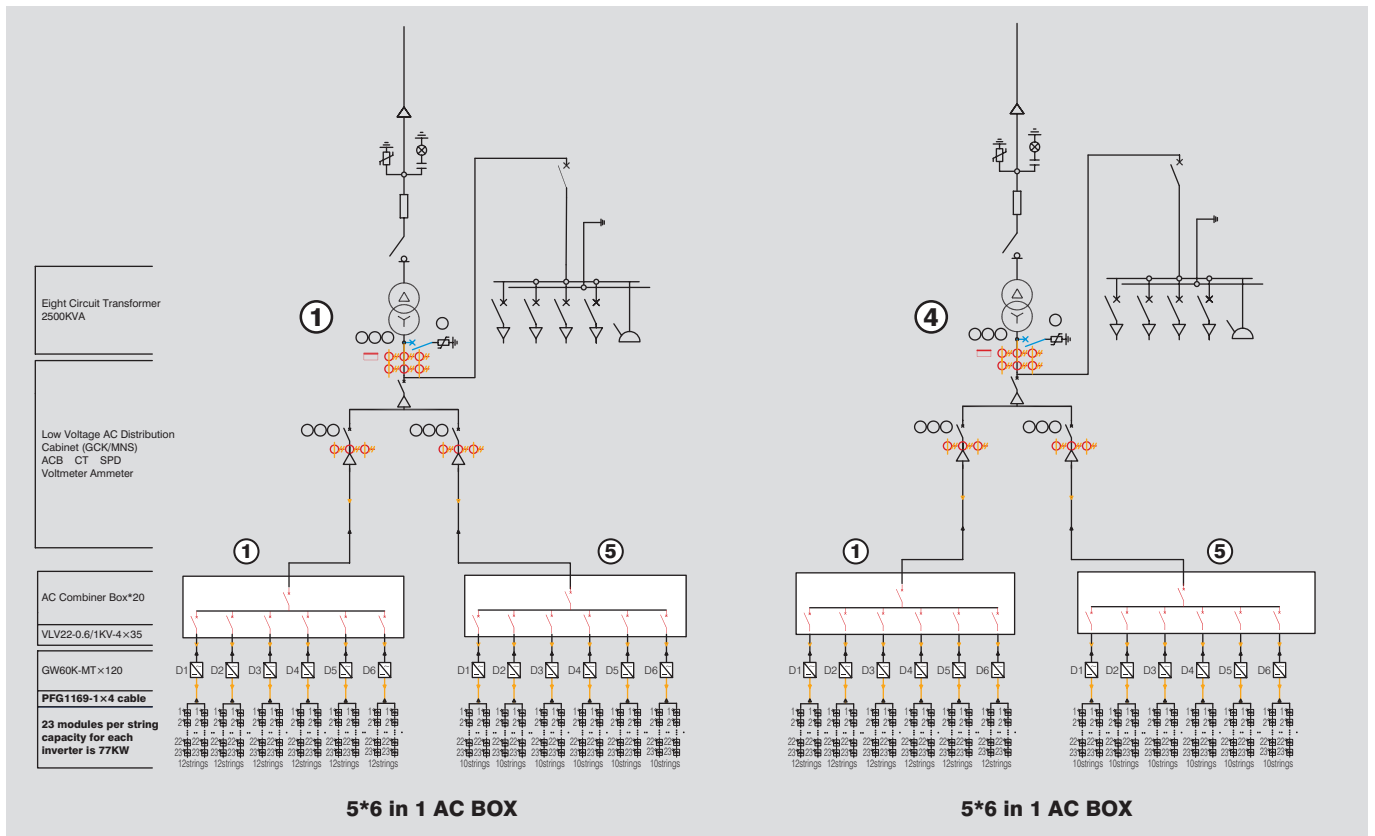 Eight Circuit Transformer
2500KVA
1
4
Low Voltage AC Distribution
Cabinet (GCK/MNS)
ACB CT SPD
Voltmeter Ammeter
1
5
1
5
AC Combiner Box*20
VLV22-0.6/1KV-4×35
GW60K-MT×120
D1 D2 D3 D4 D5 D6
D1 D2 D3 D4 D5 D6
D1 D2 D3 D4 D5 D6
D1 D2 D3 D4 D5 D6
PFG1169-1×4 cable
23 modules per string
capacity for each
inverter is 77KW
12strings 12strings 12strings 12strings 12strings 12strings
10strings 10strings 10strings 10strings 10strings 10strings
12strings 12strings 12strings 12strings 12strings 12strings
10strings 10strings 10strings 10strings 10strings 10strings
5*6 in 1 AC BOX
5*6 in 1 AC BOX